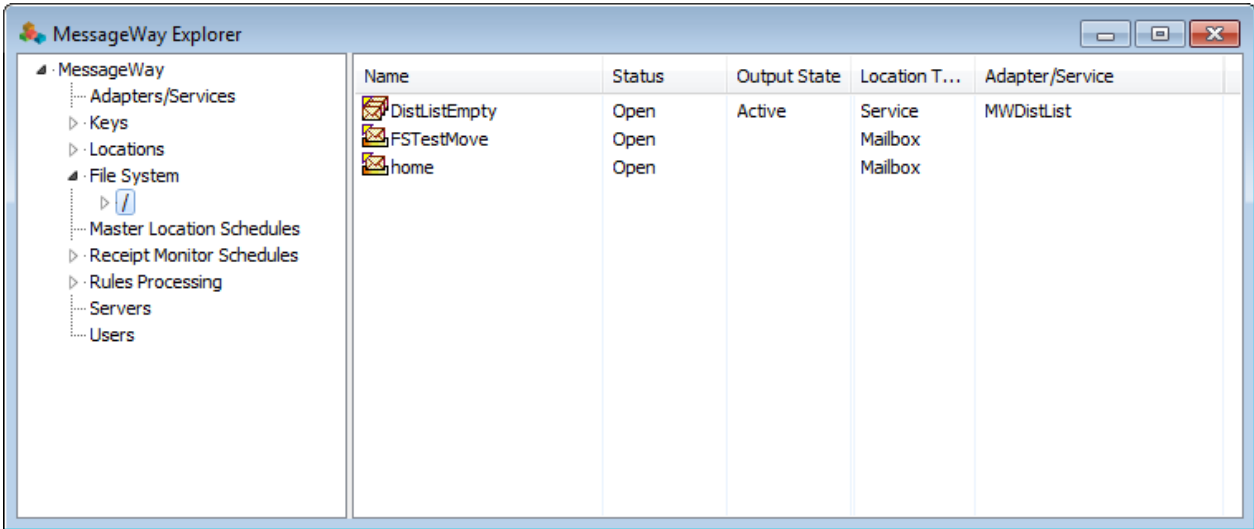 MessageWay Explorer
MessageWay
Adapters/Services
Keys
Locations
File System
/
Master Location Schedules
Receipt Monitor Schedules
Rules Processing
Servers
Users
Name Status Output State Location T... Adapter/Service
DistListEmpty Open Active Service MWDistList
FSTestMove Open Mailbox
home Open Mailbox